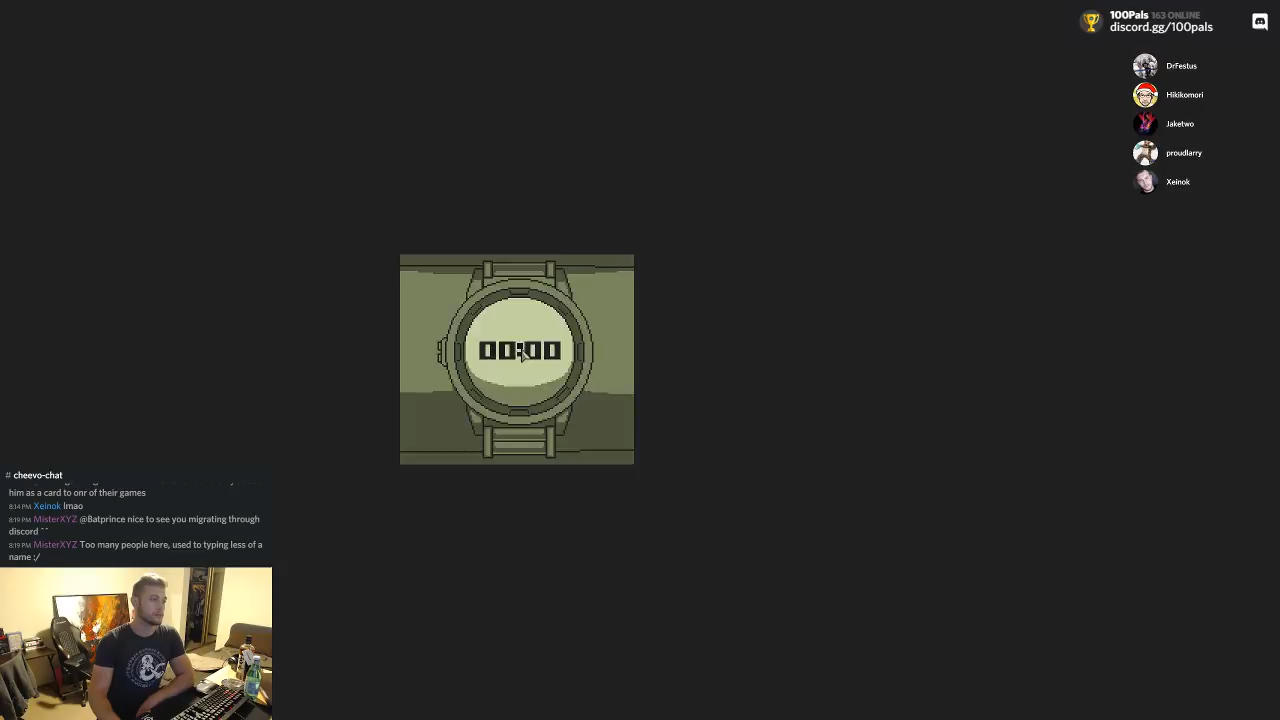 100Pals 163 ONLINE
discord.gg/100pals
DrFestus
Hikikomori
Jaketwo
proudlarry
Xeinok
00:00
# cheevo-chat
him as a card to onr of their games
8:14 PM Xeinok lmao
8:19 PM MisterXYZ @Batprince nice to see you migrating through
discord ^^
8:19 PM MisterXYZ Too many people here, used to typing less of a
name :/